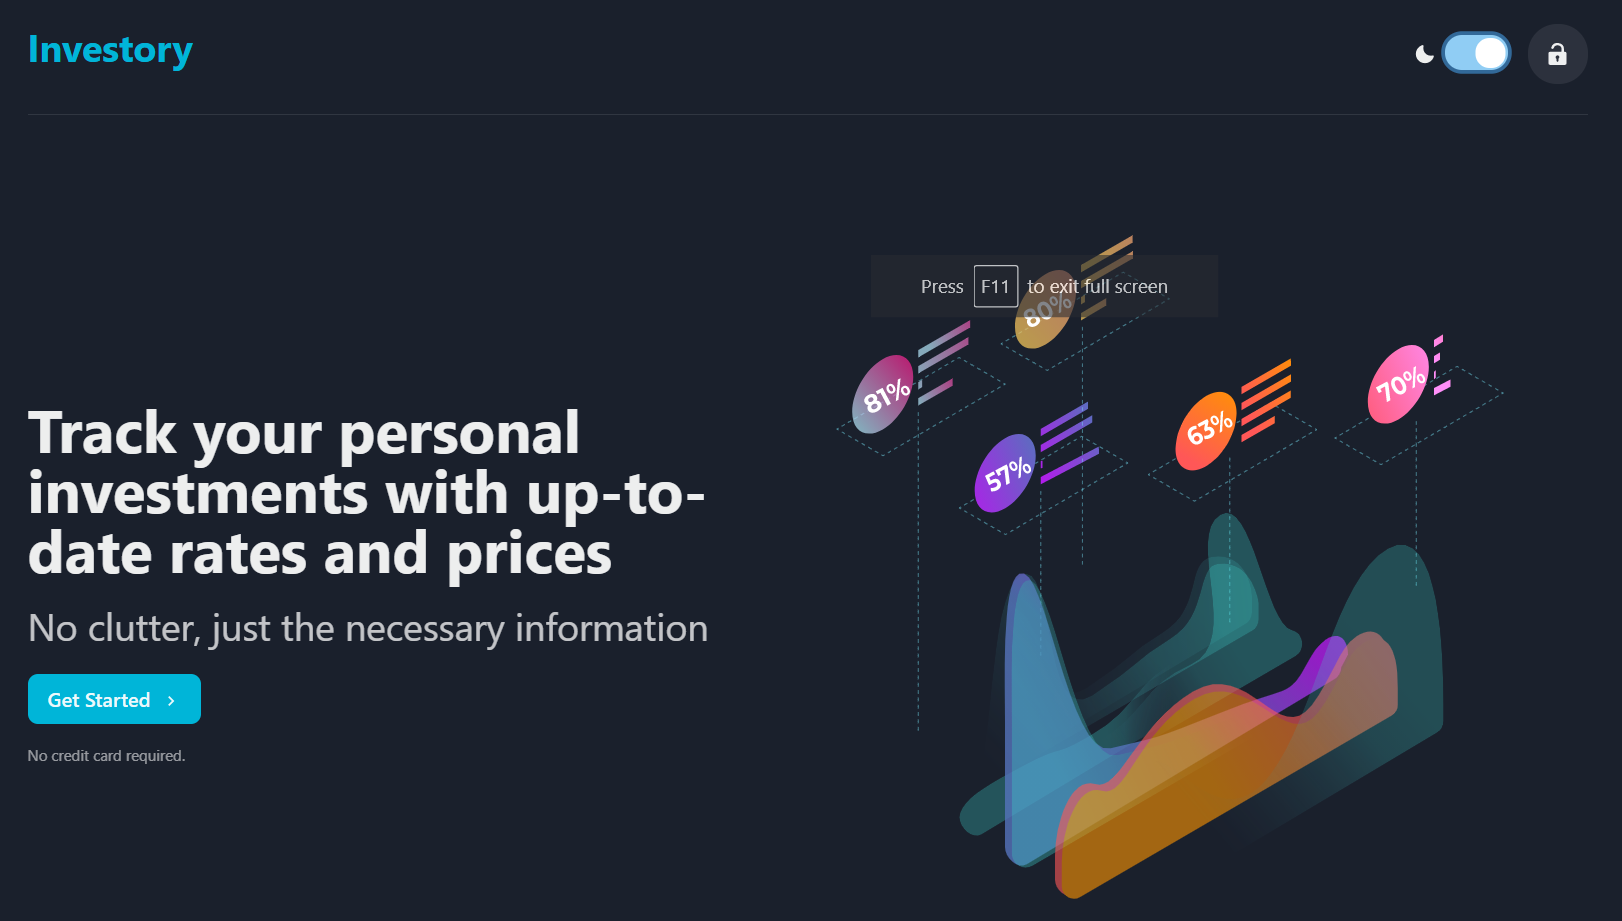 Investory
Press F11 to exit full screen
80%
81%
70%
63%
57%
Track your personal
investments with up-to-
date rates and prices
No clutter, just the necessary information
Get Started
No credit card required.